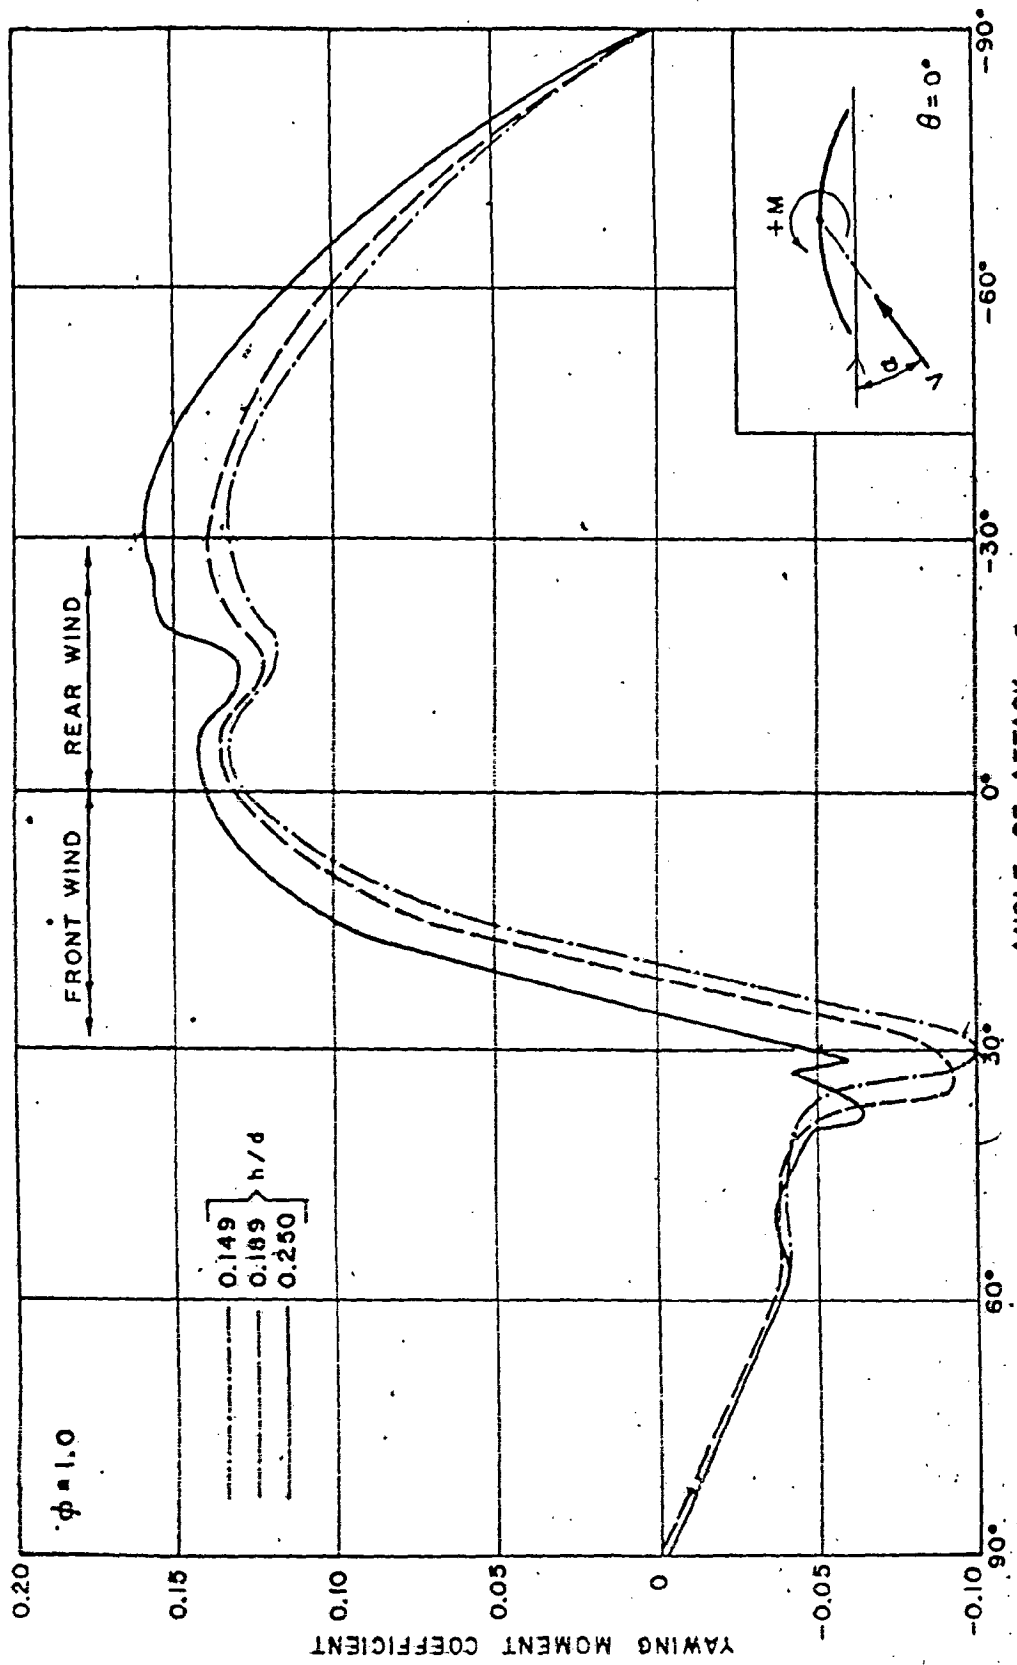 φ = 1.0
0.149
0.189
0.250
h/d
FRONT WIND
REAR WIND
YAWING MOMENT COEFFICIENT
0.20
0.15
0.10
0.05
0
-0.05
-0.10
90°
60°
30°
0°
-30°
-60°
-90°
+M
α
V
θ = 0°